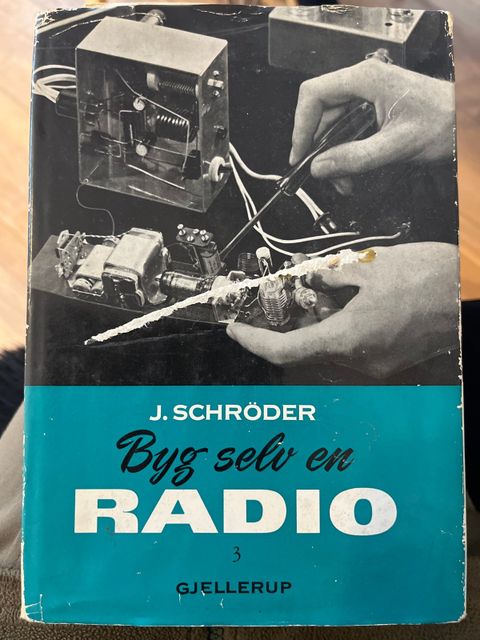 J. SCHRÖDER
Byg selv en
RADIO
3
GJELLERUP